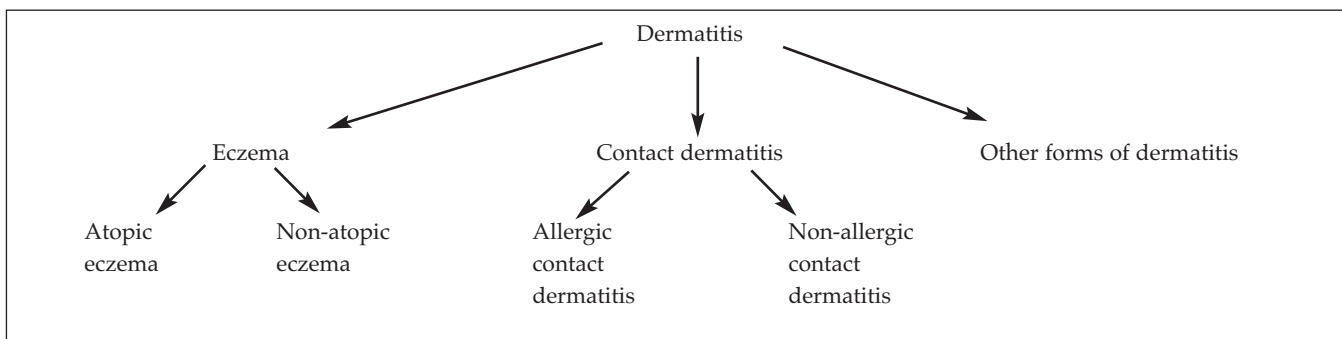 Dermatitis
Eczema
Contact dermatitis
Other forms of dermatitis
Atopic
eczema
Non-atopic
eczema
Allergic
contact
dermatitis
Non-allergic
contact
dermatitis